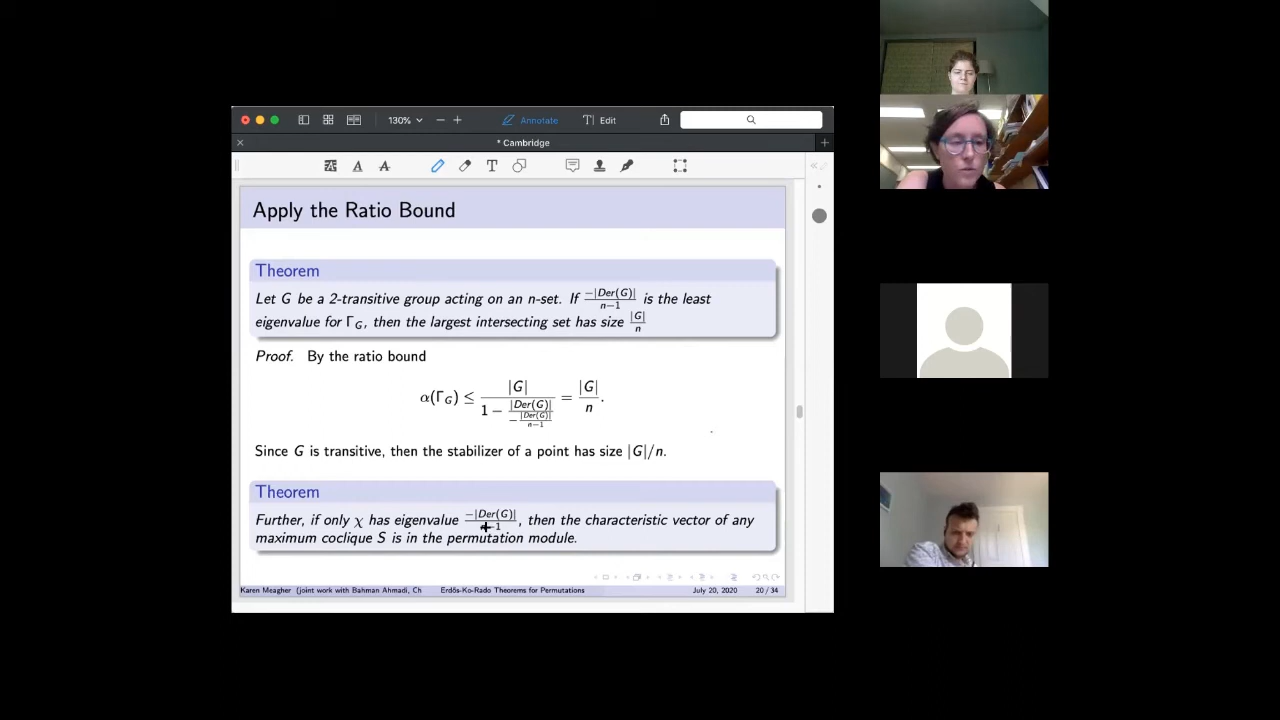 130%
Annotate
Edit
* Cambridge
Apply the Ratio Bound
Theorem
Let G be a 2-transitive group acting on an n-set. If −|Der(G)|/(n−1) is the least
eigenvalue for Γ_G, then the largest intersecting set has size |G|/n
Proof. By the ratio bound
α(Γ_G) ≤ |G| / (1 − |Der(G)| / (−|Der(G)|/(n−1))) = |G|/n.
Since G is transitive, then the stabilizer of a point has size |G|/n.
Theorem
Further, if only χ has eigenvalue −|Der(G)|/(n−1), then the characteristic vector of any
maximum coclique S is in the permutation module.
Karen Meagher (joint work with Bahman Ahmadi, Ch
Erdős-Ko-Rado Theorems for Permutations
July 20, 2020
20 / 34